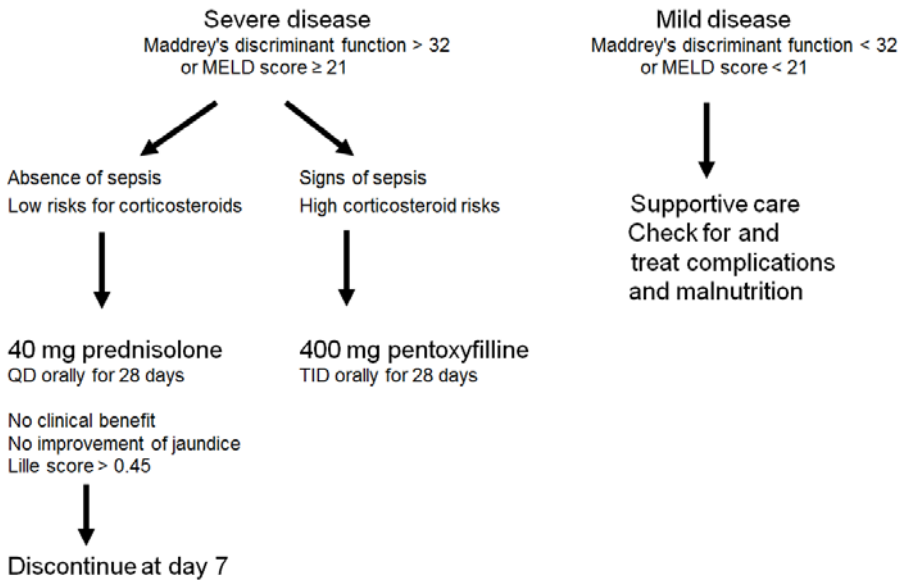 Severe disease
Maddrey's discriminant function > 32
or MELD score ≥ 21
Absence of sepsis
Low risks for corticosteroids
40 mg prednisolone
QD orally for 28 days
No clinical benefit
No improvement of jaundice
Lille score > 0.45
Discontinue at day 7
Signs of sepsis
High corticosteroid risks
400 mg pentoxyfilline
TID orally for 28 days
Mild disease
Maddrey's discriminant function < 32
or MELD score < 21
Supportive care
Check for and
treat complications
and malnutrition